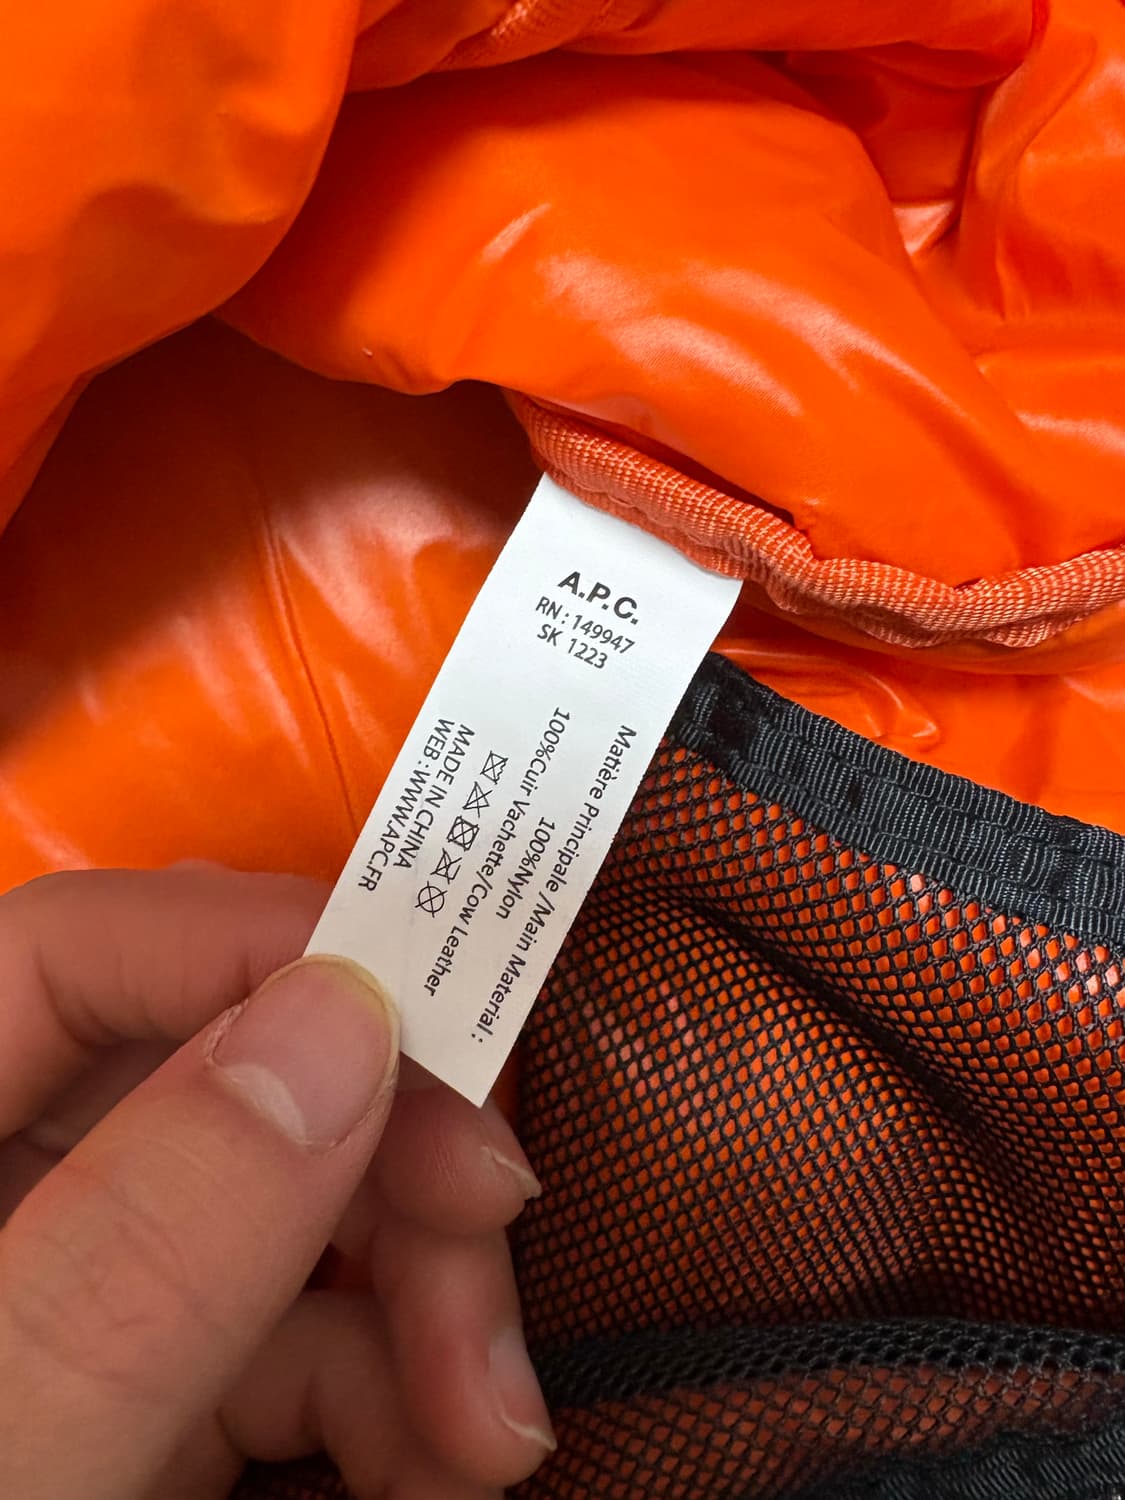 A.P.C.
RN : 149947
SK 1223
Matière Principale /Main Material :
100%Nylon
100%Cuir Vachette/Cow Leather
MADE IN CHINA
WEB : WWW.APC.FR